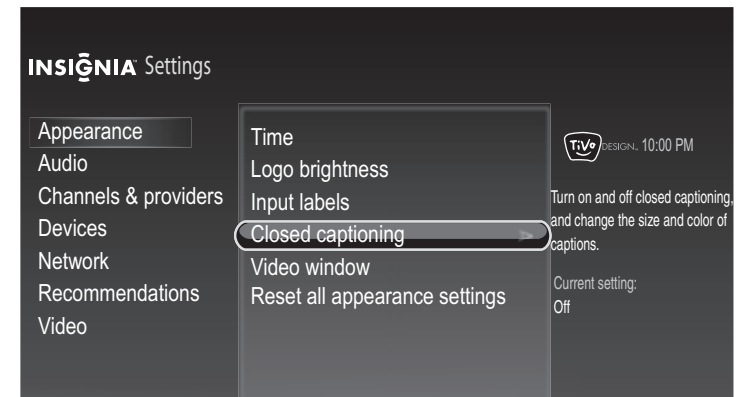 INSIGNIA™ Settings
Appearance
Audio
Channels & providers
Devices
Network
Recommendations
Video
Time
Logo brightness
Input labels
Closed captioning
Video window
Reset all appearance settings
TiVo DESIGN™ 10:00 PM
Turn on and off closed captioning,
and change the size and color of
captions.
Current setting:
Off